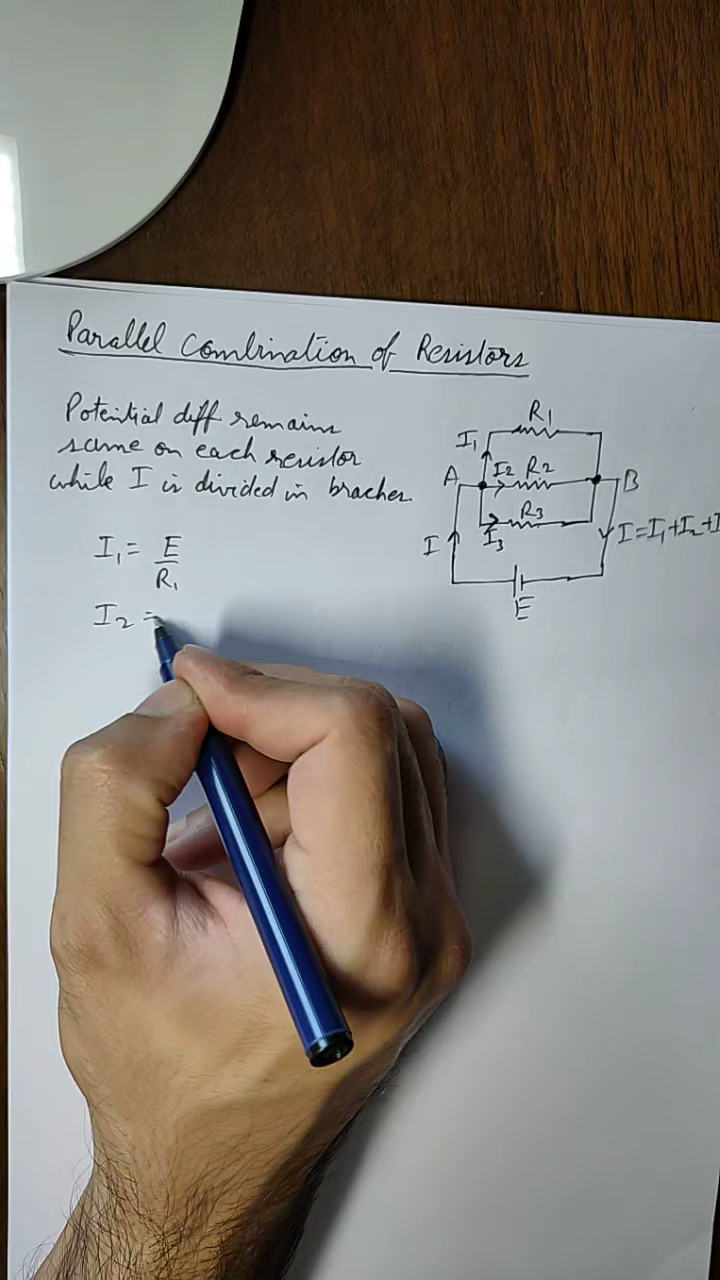 Parallel Combination of Resistors
Potential diff remains
same on each resistor
while I is divided in braches
I₁ = E/R₁
I₂ =
R₁
I₁
A
I₂
R₂
B
R₃
I₃
I
I=I₁+I₂+I
E